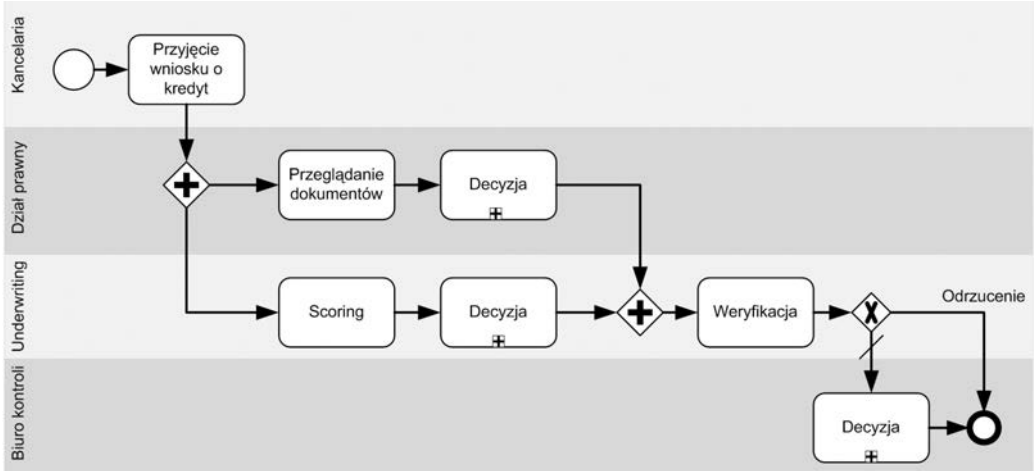 Kancelaria
Przyjęcie
wniosku o
kredyt
Dział prawny
Przeglądanie
dokumentów
Decyzja
Underwriting
Scoring
Decyzja
Weryfikacja
Odrzucenie
Biuro kontroli
Decyzja